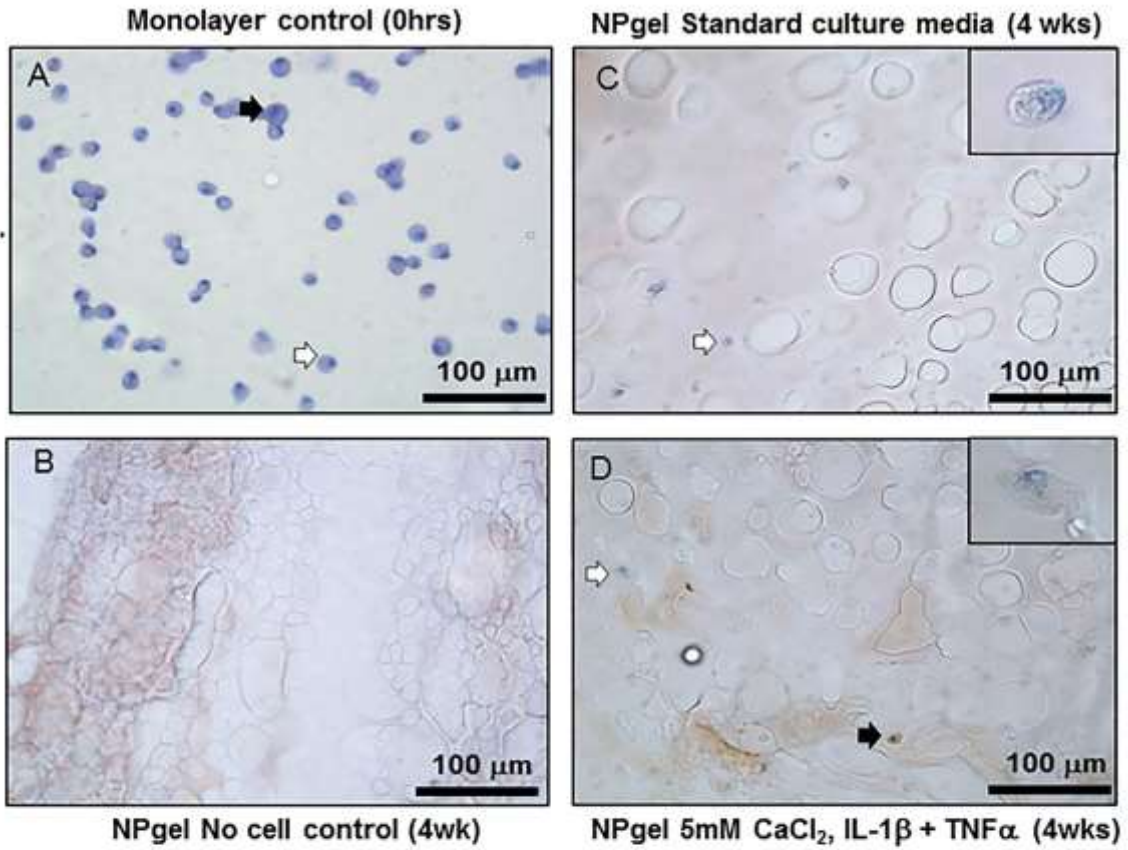 Monolayer control (0hrs)
NPgel Standard culture media (4 wks)
A
100 µm
C
100 µm
B
100 µm
D
100 µm
NPgel No cell control (4wk)
NPgel 5mM CaCl₂, IL-1β + TNFα (4wks)